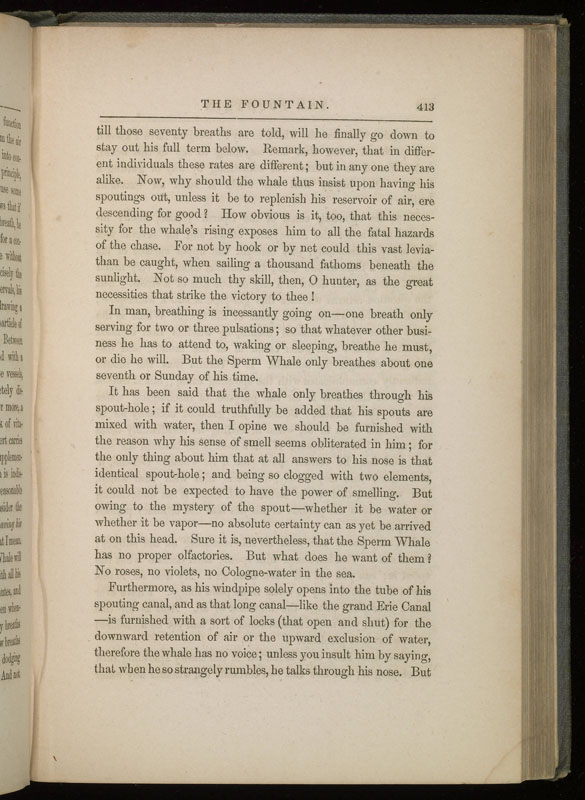 THE FOUNTAIN. 413
till those seventy breaths are told, will he finally go down to
stay out his full term below. Remark, however, that in differ-
ent individuals these rates are different; but in any one they are
alike. Now, why should the whale thus insist upon having his
spoutings out, unless it be to replenish his reservoir of air, ere
descending for good? How obvious is it, too, that this neces-
sity for the whale's rising exposes him to all the fatal hazards
of the chase. For not by hook or by net could this vast levia-
than be caught, when sailing a thousand fathoms beneath the
sunlight. Not so much thy skill, then, O hunter, as the great
necessities that strike the victory to thee!
In man, breathing is incessantly going on—one breath only
serving for two or three pulsations; so that whatever other busi-
ness he has to attend to, waking or sleeping, breathe he must,
or die he will. But the Sperm Whale only breathes about one
seventh or Sunday of his time.
It has been said that the whale only breathes through his
spout-hole; if it could truthfully be added that his spouts are
mixed with water, then I opine we should be furnished with
the reason why his sense of smell seems obliterated in him; for
the only thing about him that at all answers to his nose is that
identical spout-hole; and being so clogged with two elements,
it could not be expected to have the power of smelling. But
owing to the mystery of the spout—whether it be water or
whether it be vapor—no absolute certainty can as yet be arrived
at on this head. Sure it is, nevertheless, that the Sperm Whale
has no proper olfactories. But what does he want of them?
No roses, no violets, no Cologne-water in the sea.
Furthermore, as his windpipe solely opens into the tube of his
spouting canal, and as that long canal—like the grand Erie Canal
—is furnished with a sort of locks (that open and shut) for the
downward retention of air or the upward exclusion of water,
therefore the whale has no voice; unless you insult him by saying,
that when he so strangely rumbles, he talks through his nose. But